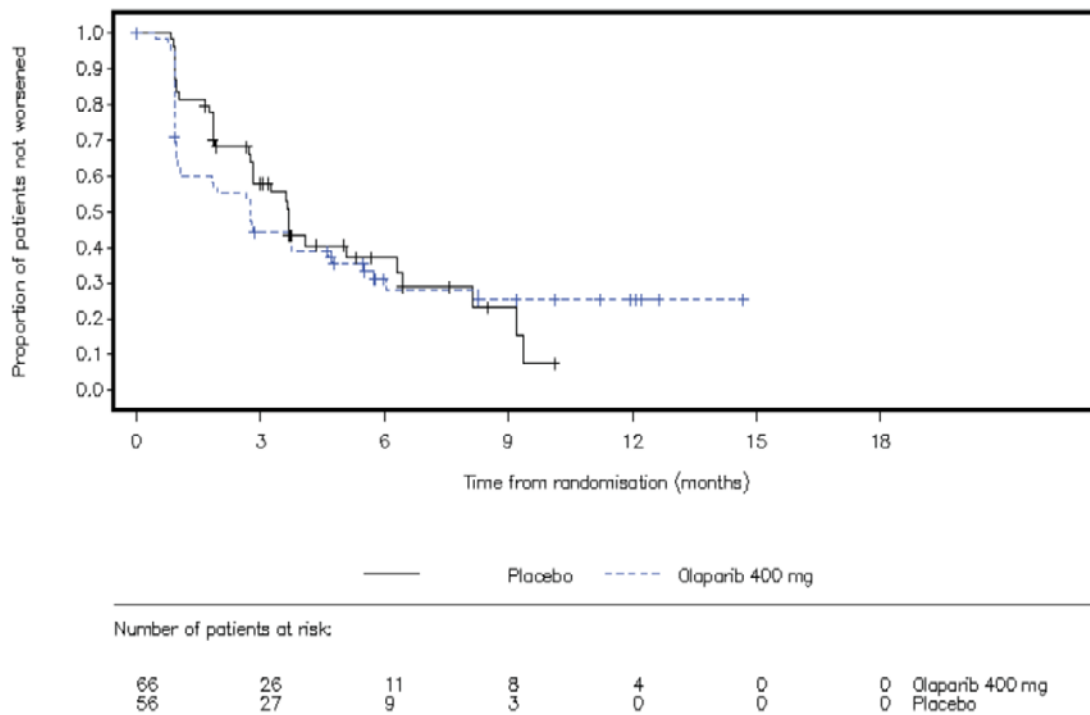 Proportion of patients not worsened
1.0
0.9
0.8
0.7
0.6
0.5
0.4
0.3
0.2
0.1
0.0
0 3 6 9 12 15 18
Time from randomisation (months)
Placebo Olaparib 400 mg
Number of patients at risk:
66 26 11 8 4 0 0 Olaparib 400 mg
56 27 9 3 0 0 0 Placebo